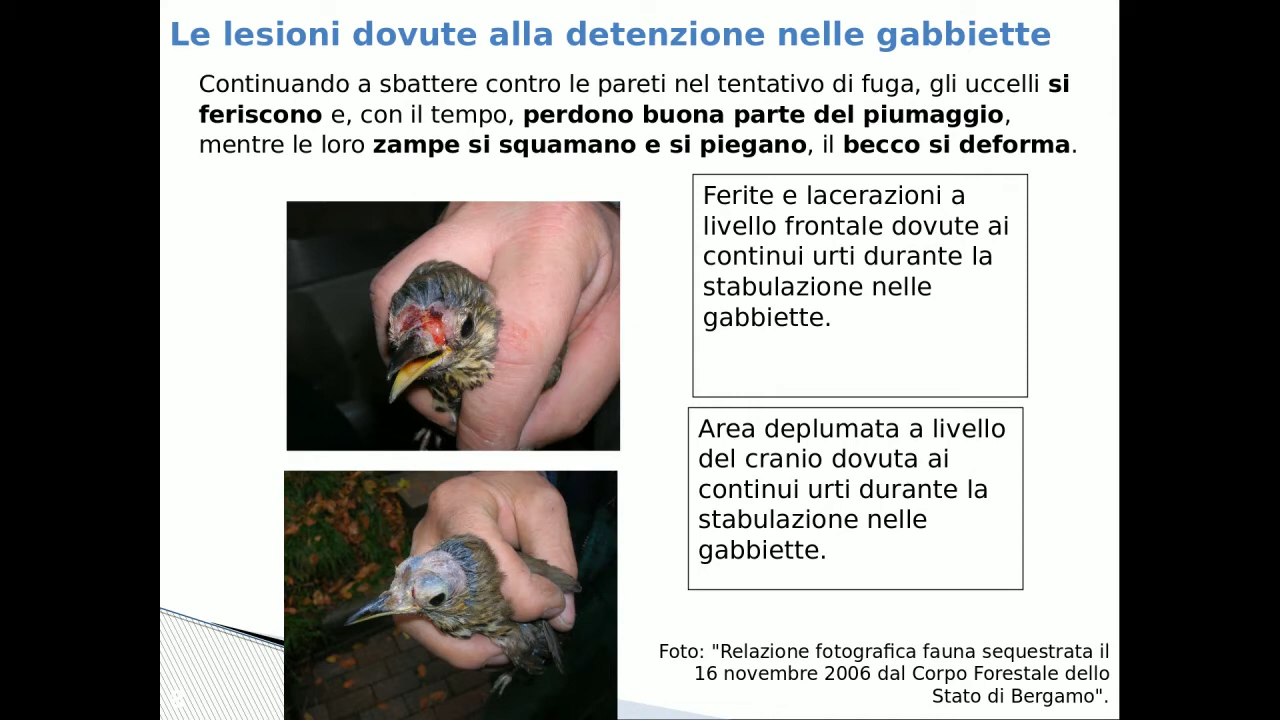 Le lesioni dovute alla detenzione nelle gabbiette
Continuando a sbattere contro le pareti nel tentativo di fuga, gli uccelli si
feriscono e, con il tempo, perdono buona parte del piumaggio,
mentre le loro zampe si squamano e si piegano, il becco si deforma.
Ferite e lacerazioni a
livello frontale dovute ai
continui urti durante la
stabulazione nelle
gabbiette.
Area deplumata a livello
del cranio dovuta ai
continui urti durante la
stabulazione nelle
gabbiette.
Foto: "Relazione fotografica fauna sequestrata il
16 novembre 2006 dal Corpo Forestale dello
Stato di Bergamo".